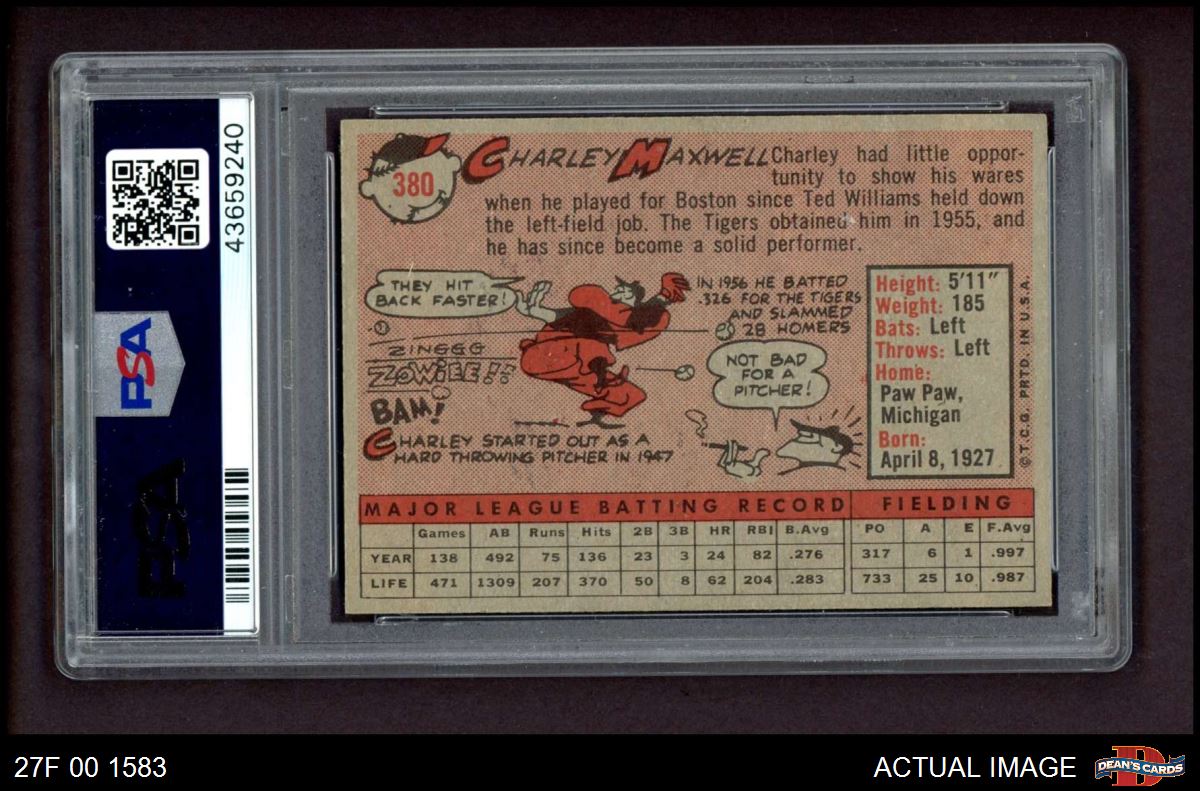 43659240
PSA
PSA
380
CHARLEY MAXWELL Charley had little oppor-
tunity to show his wares
when he played for Boston since Ted Williams held down
the left-field job. The Tigers obtained him in 1955, and
he has since become a solid performer.
THEY HIT
BACK FASTER!
ZINGGG
ZOWIEE!!
BAM!
CHARLEY STARTED OUT AS A
HARD THROWING PITCHER IN 1947
IN 1956 HE BATTED
.326 FOR THE TIGERS
AND SLAMMED
28 HOMERS
NOT BAD
FOR A
PITCHER!
Height: 5'11"
Weight: 185
Bats: Left
Throws: Left
Home:
Paw Paw,
Michigan
Born:
April 8, 1927
© T.C.G. PRTD. IN U.S.A.
MAJOR LEAGUE BATTING RECORD FIELDING
Games AB Runs Hits 2B 3B HR RBI B.Avg PO A E F.Avg
YEAR 138 492 75 136 23 3 24 82 .276 317 6 1 .997
LIFE 471 1309 207 370 50 8 62 204 .283 733 25 10 .987
27F 00 1583
ACTUAL IMAGE
D
DEAN'S CARDS